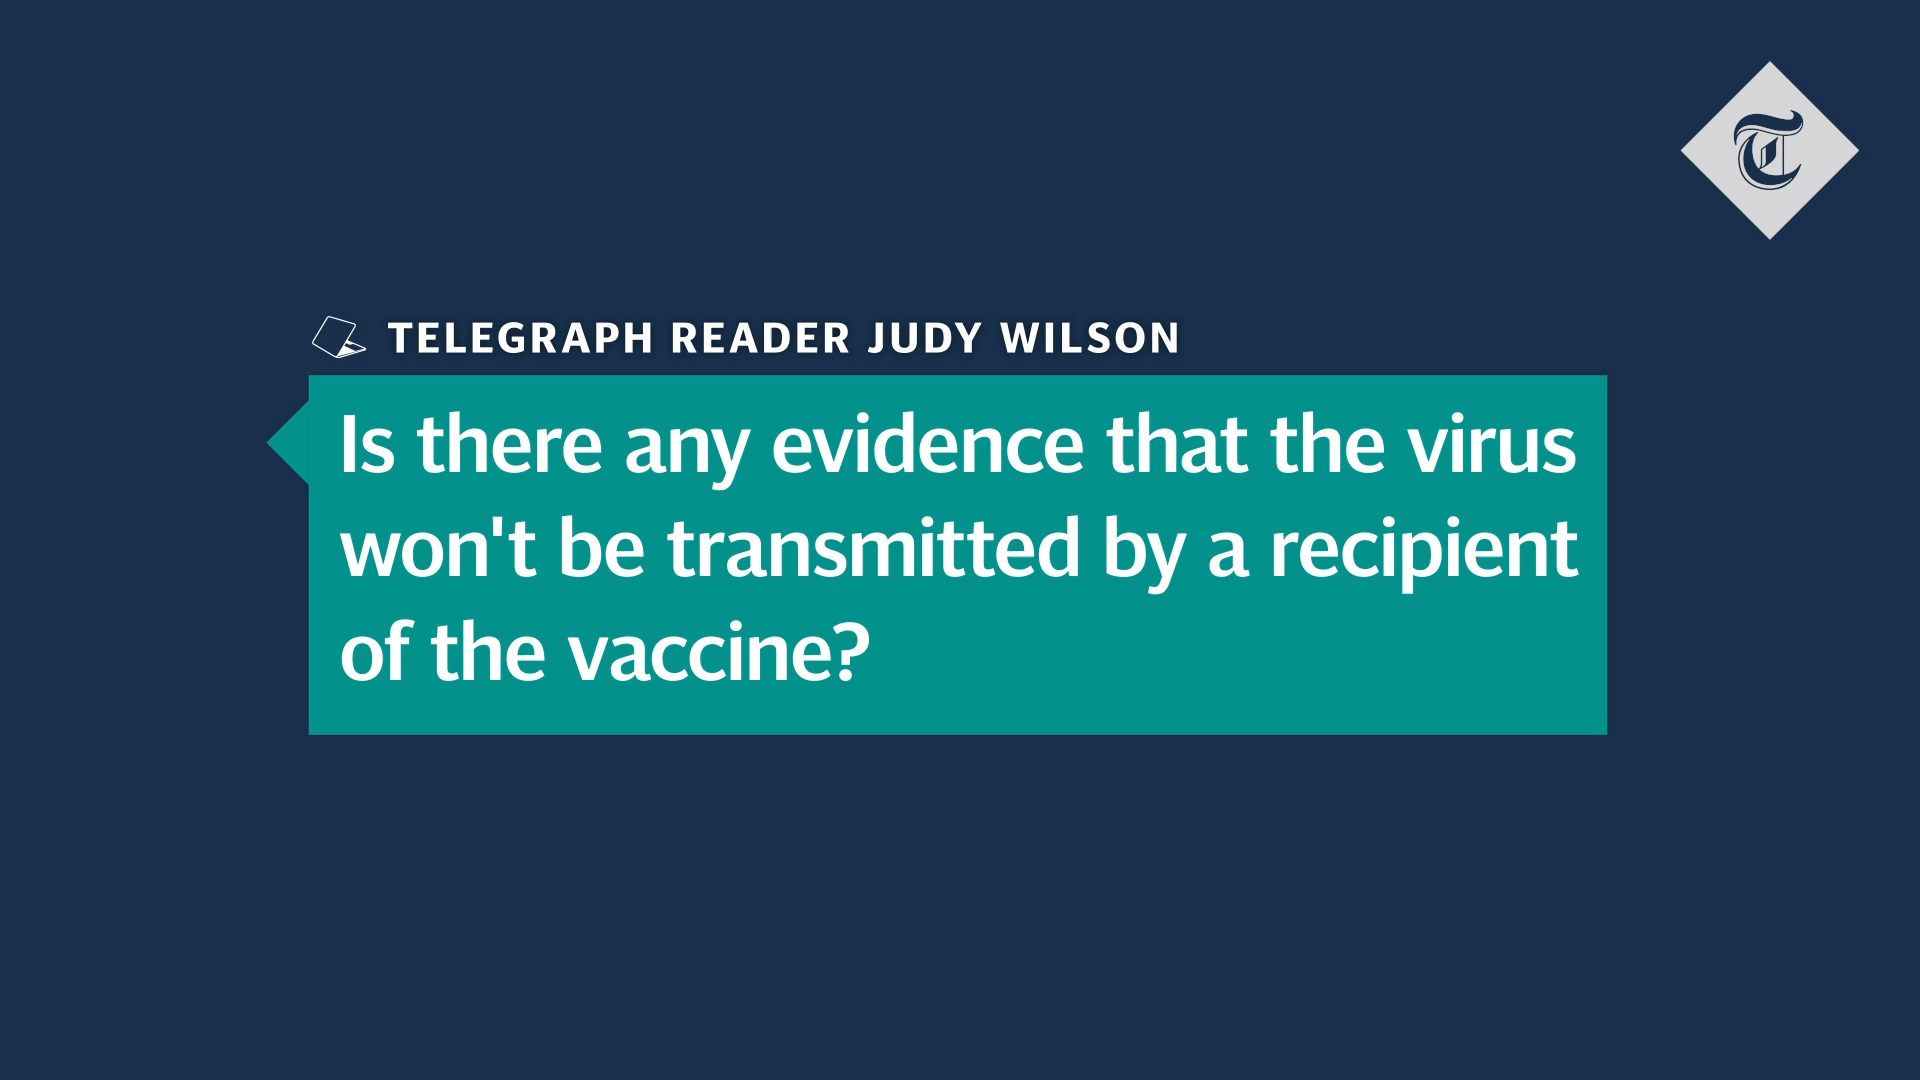 T
TELEGRAPH READER JUDY WILSON
Is there any evidence that the virus
won't be transmitted by a recipient
of the vaccine?